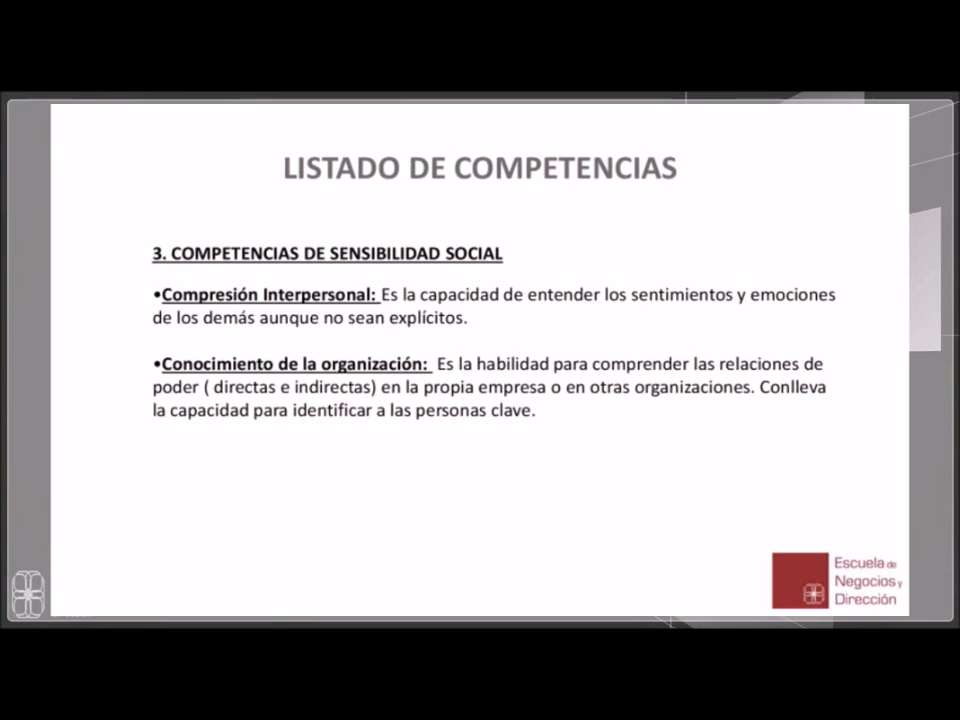 LISTADO DE COMPETENCIAS
3. COMPETENCIAS DE SENSIBILIDAD SOCIAL
•Compresión Interpersonal: Es la capacidad de entender los sentimientos y emociones
de los demás aunque no sean explícitos.
•Conocimiento de la organización: Es la habilidad para comprender las relaciones de
poder ( directas e indirectas) en la propia empresa o en otras organizaciones. Conlleva
la capacidad para identificar a las personas clave.
Escuela de
Negocios y
Dirección